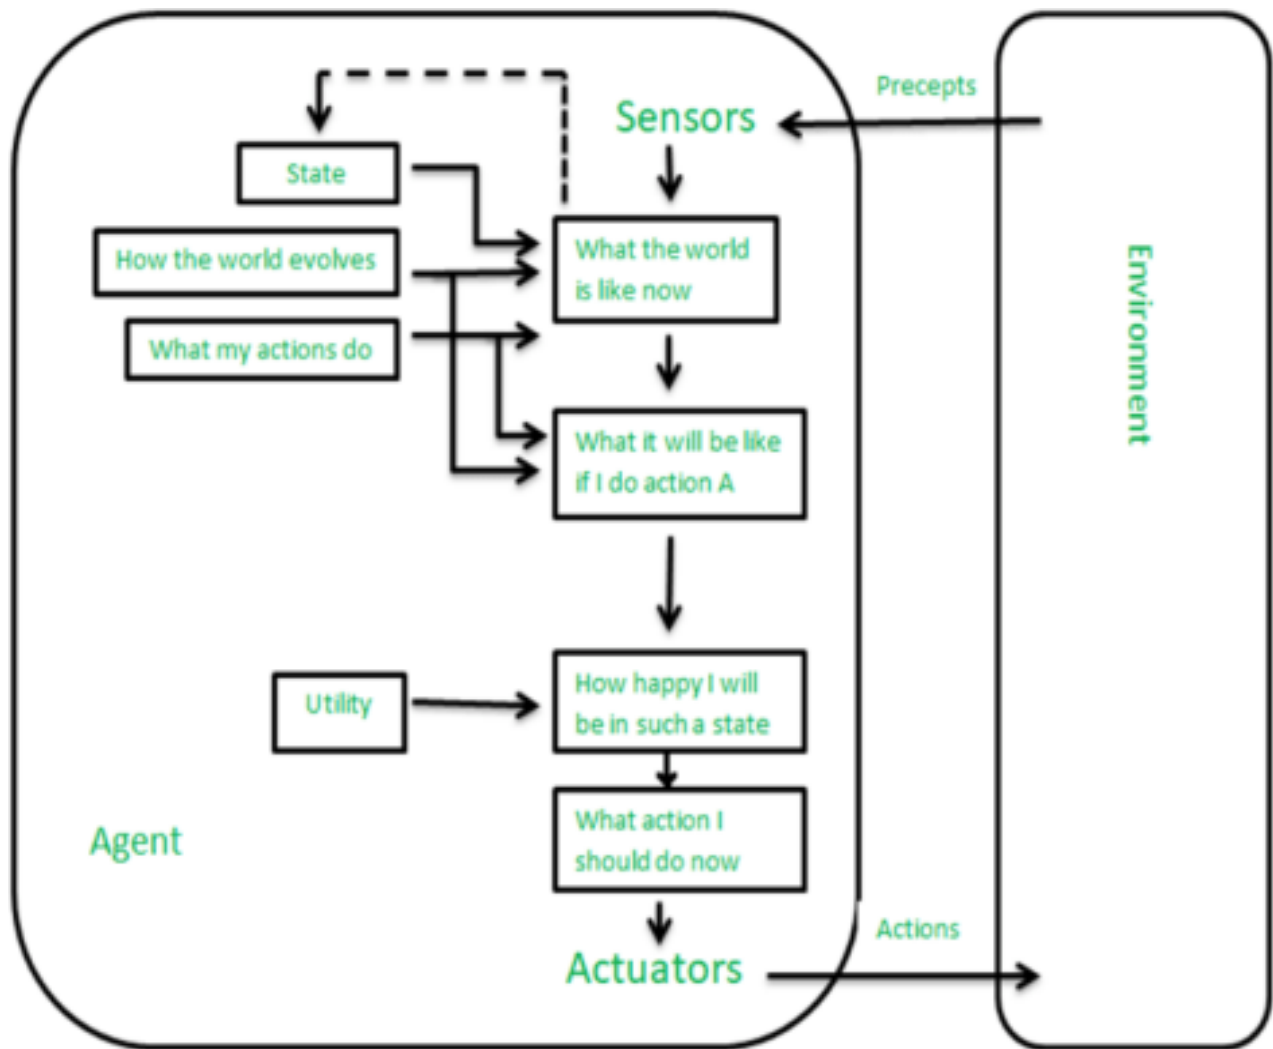 Precepts
Sensors
State
How the world evolves
What my actions do
What the world
is like now
Environment
What it will be like
if I do action A
Utility
How happy I will
be in such a state
What action I
should do now
Agent
Actions
Actuators